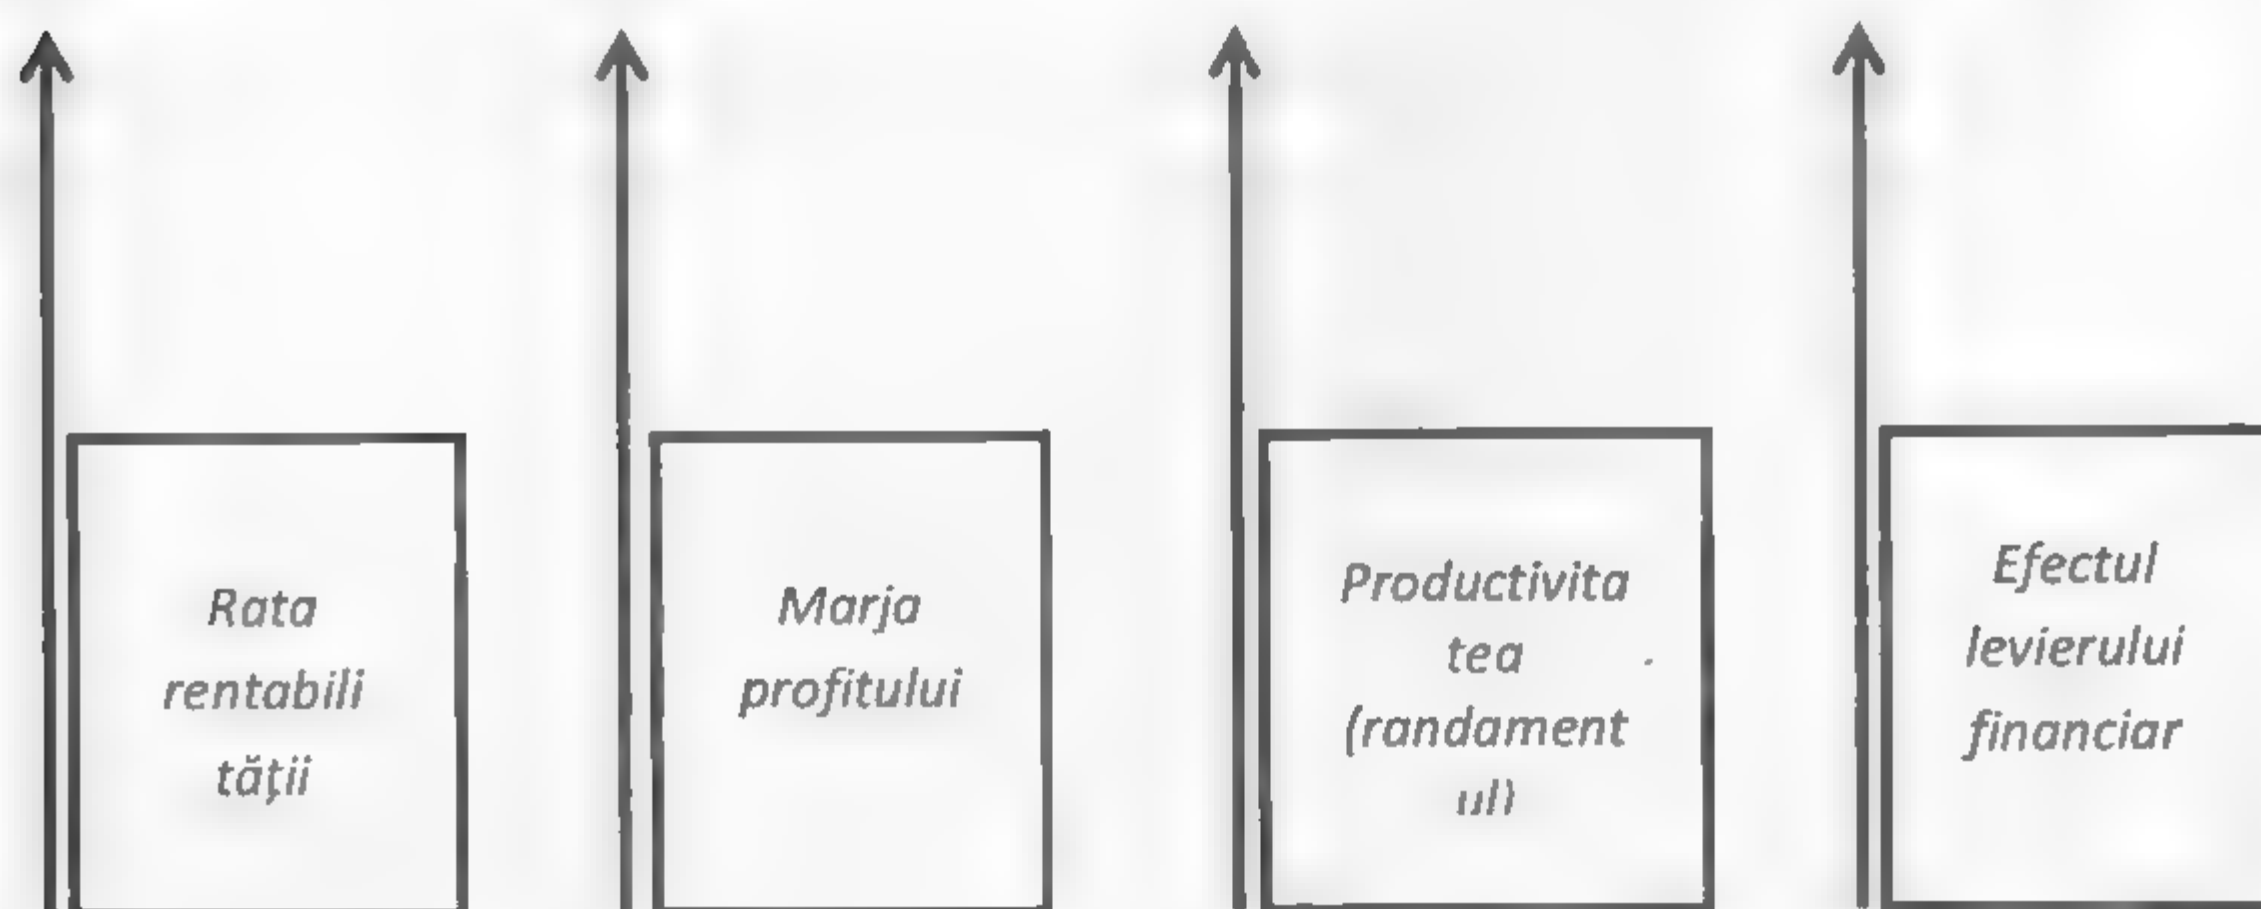 Rata
rentabili
tății
Marja
profitului
Productivita
tea
(randament
ul)
Efectul
levierului
financiar